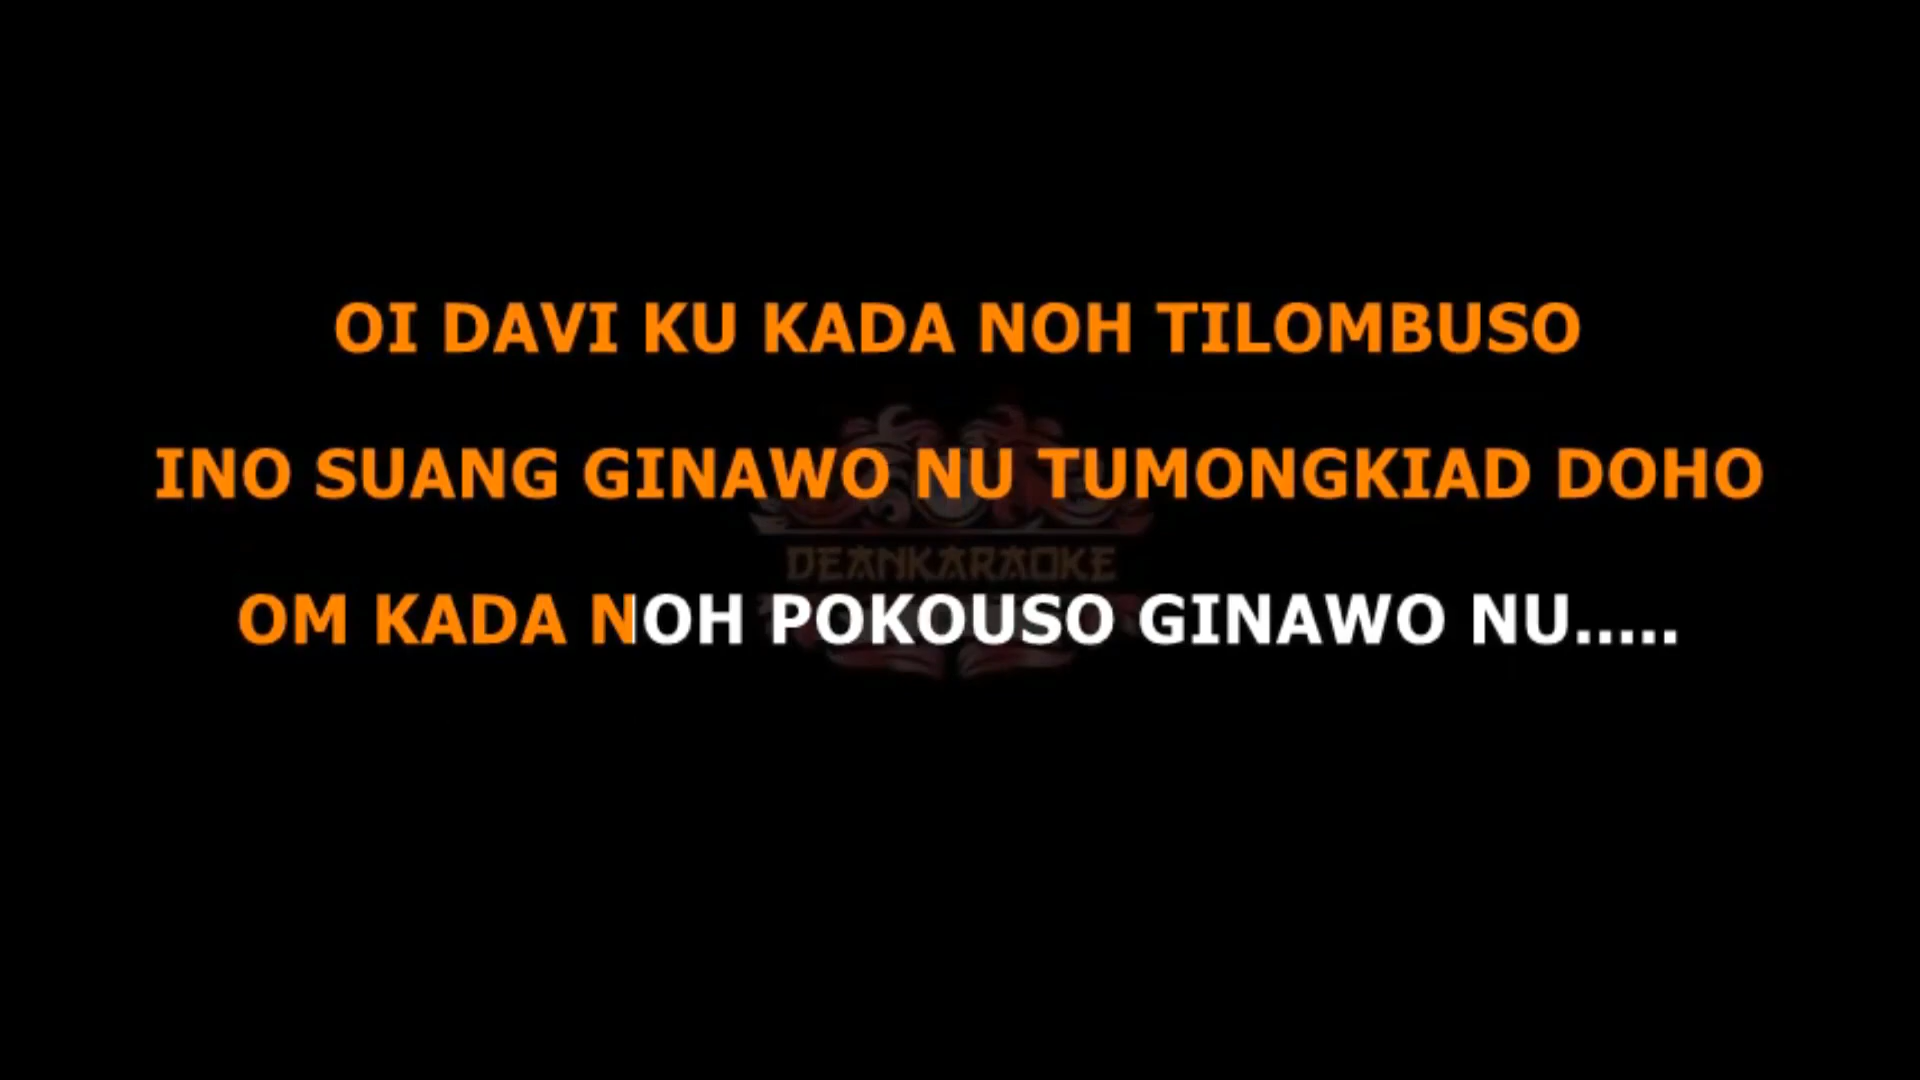 OI DAVI KU KADA NOH TILOMBUSO
INO SUANG GINAWO NU TUMONGKIAD DOHO
DEANKARAOKE
OM KADA NOH POKOUSO GINAWO NU.....